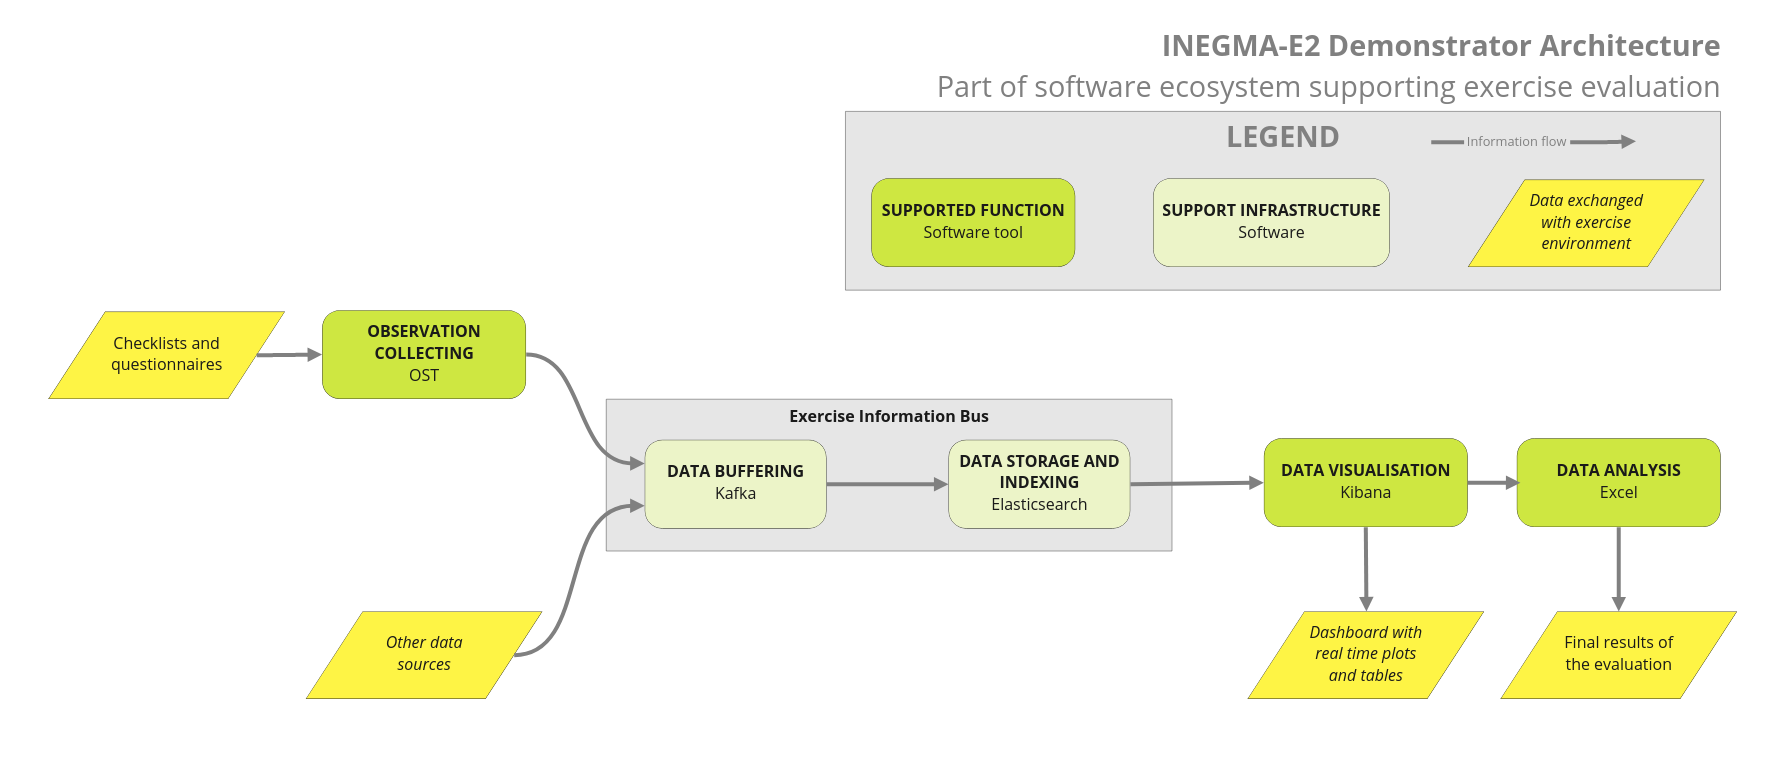 INEGMA-E2 Demonstrator Architecture
Part of software ecosystem supporting exercise evaluation
LEGEND
Information flow
SUPPORTED FUNCTION
Software tool
SUPPORT INFRASTRUCTURE
Software
Data exchanged
with exercise
environment
Checklists and
questionnaires
OBSERVATION
COLLECTING
OST
Exercise Information Bus
DATA BUFFERING
Kafka
DATA STORAGE AND
INDEXING
Elasticsearch
DATA VISUALISATION
Kibana
DATA ANALYSIS
Excel
Other data
sources
Dashboard with
real time plots
and tables
Final results of
the evaluation